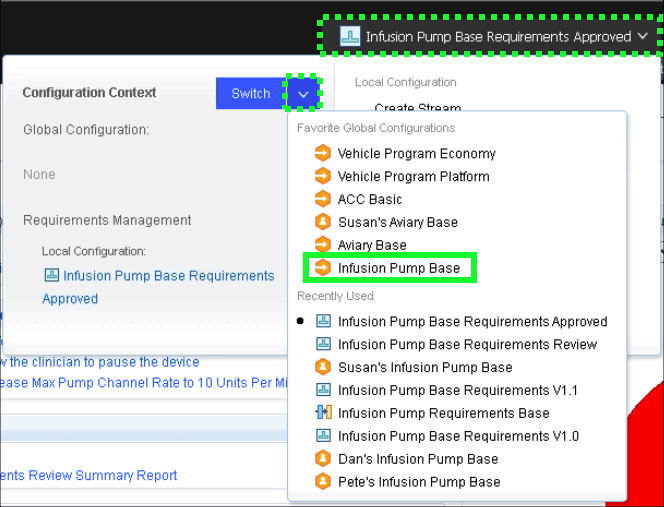 Infusion Pump Base Requirements Approved
Configuration Context
Switch
Local Configuration
Create Stream
Global Configuration:
None
Requirements Management
Local Configuration:
Infusion Pump Base Requirements
Approved
Favorite Global Configurations
Vehicle Program Economy
Vehicle Program Platform
ACC Basic
Susan's Aviary Base
Aviary Base
Infusion Pump Base
Recently Used
Infusion Pump Base Requirements Approved
Infusion Pump Base Requirements Review
Susan's Infusion Pump Base
Infusion Pump Base Requirements V1.1
Infusion Pump Requirements Base
Infusion Pump Base Requirements V1.0
Dan's Infusion Pump Base
Pete's Infusion Pump Base
the clinician to pause the device
ease Max Pump Channel Rate to 10 Units Per Mi
ents Review Summary Report